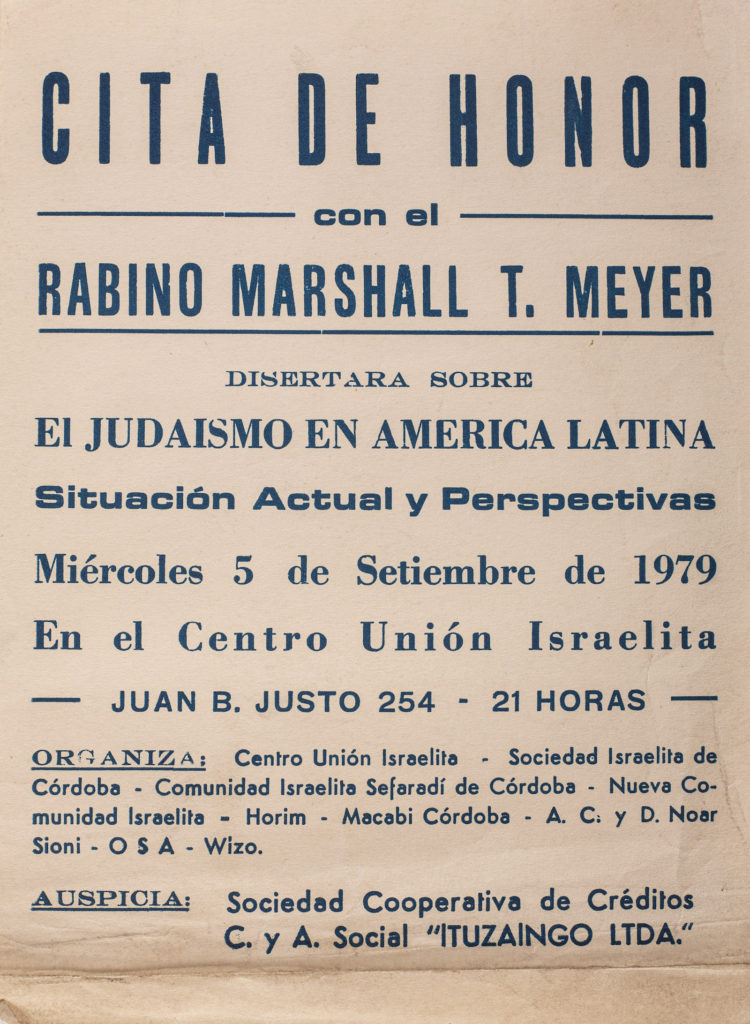 CITA DE HONOR
con el
RABINO MARSHALL T. MEYER
DISERTARA SOBRE
El JUDAISMO EN AMERICA LATINA
Situación Actual y Perspectivas
Miércoles 5 de Setiembre de 1979
En el Centro Unión Israelita
— JUAN B. JUSTO 254 - 21 HORAS —
ORGANIZA: Centro Unión Israelita - Sociedad Israelita de
Córdoba - Comunidad Israelita Sefaradí de Córdoba - Nueva Co-
munidad Israelita - Horim - Macabi Córdoba - A. C. y D. Noar
Sioni - O S A - Wizo.
AUSPICIA: Sociedad Cooperativa de Créditos
C. y A. Social "ITUZAINGO LTDA."